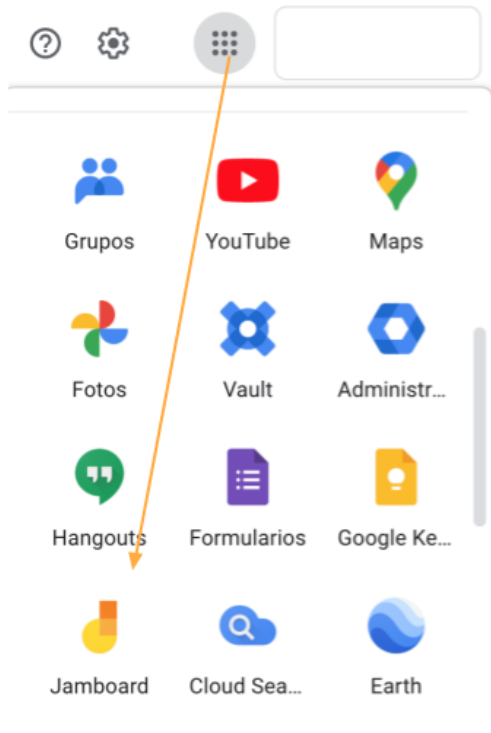 Grupos YouTube Maps
Fotos Vault Administr...
Hangouts Formularios Google Ke...
Jamboard Cloud Sea... Earth